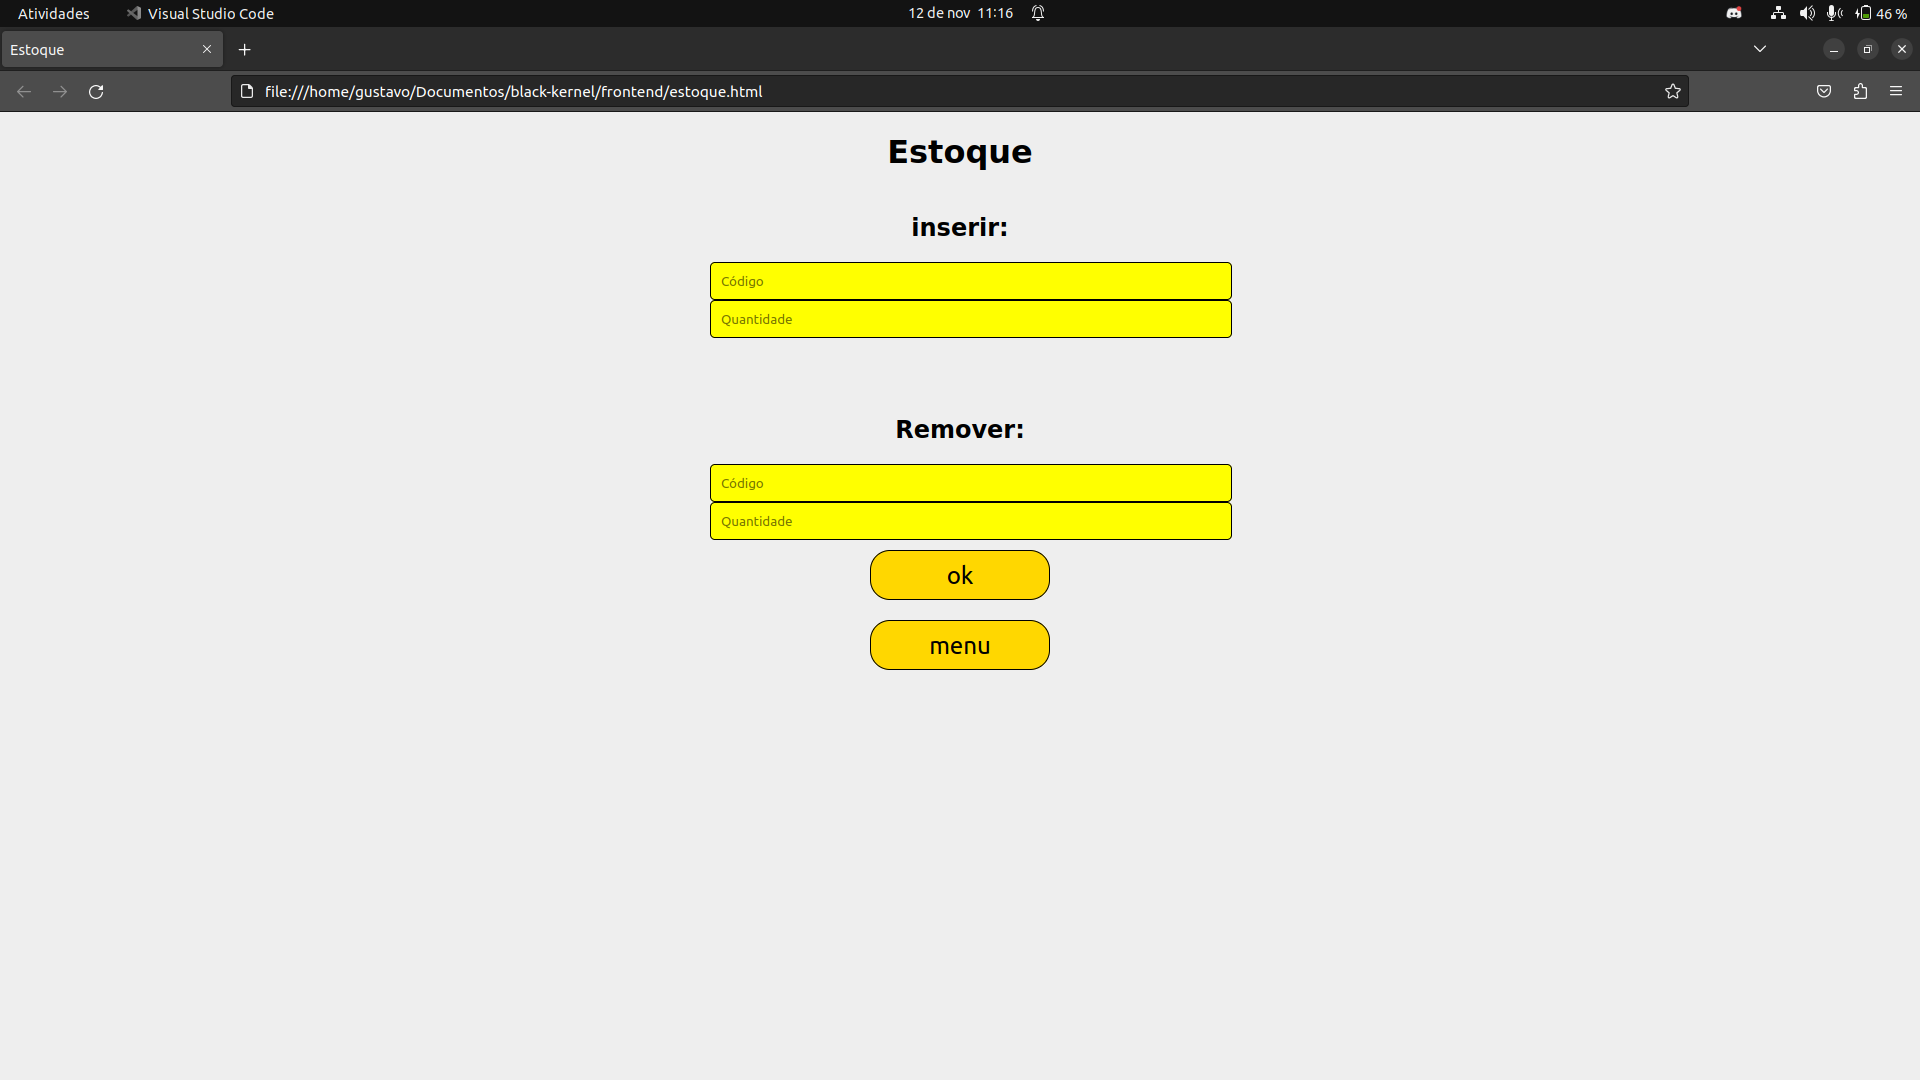 Atividades Visual Studio Code 12 de nov 11:16 46 %
Estoque
file:///home/gustavo/Documentos/black-kernel/frontend/estoque.html
Estoque
inserir:
Código
Quantidade
Remover:
Código
Quantidade
ok
menu